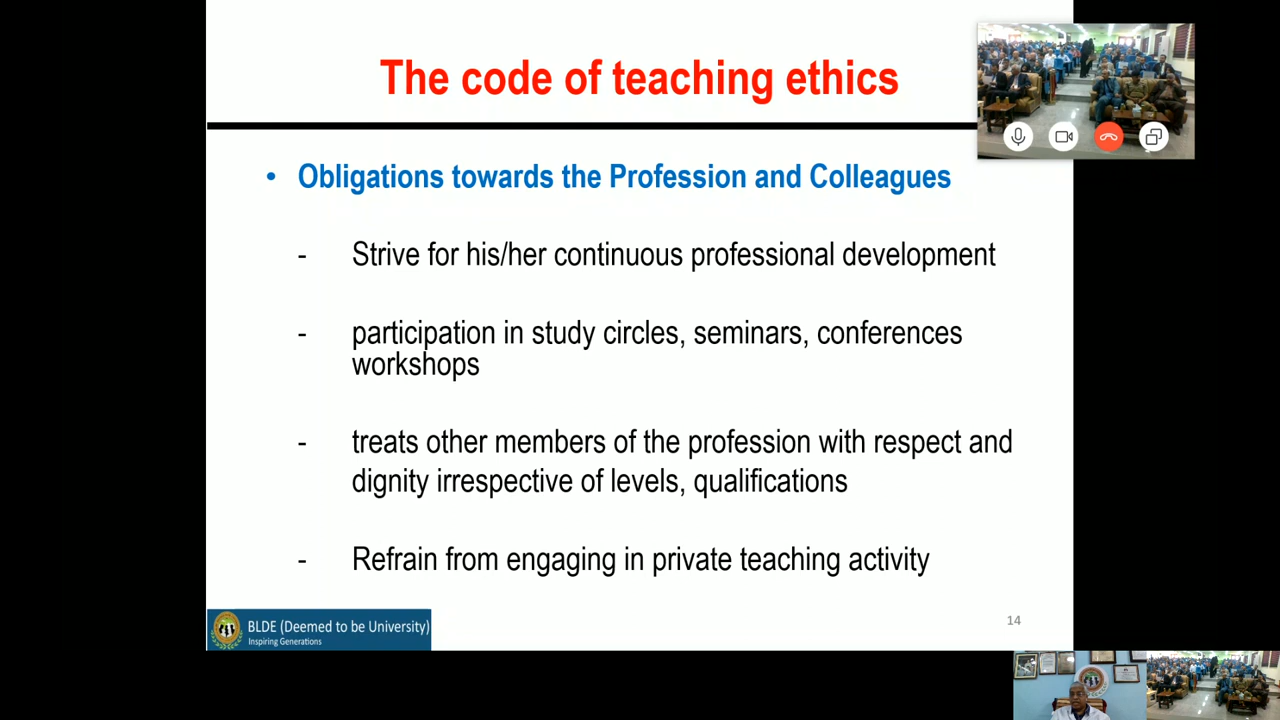 The code of teaching ethics
• Obligations towards the Profession and Colleagues
- Strive for his/her continuous professional development
- participation in study circles, seminars, conferences
workshops
- treats other members of the profession with respect and
dignity irrespective of levels, qualifications
- Refrain from engaging in private teaching activity
BLDE (Deemed to be University)
Inspiring Generations
14